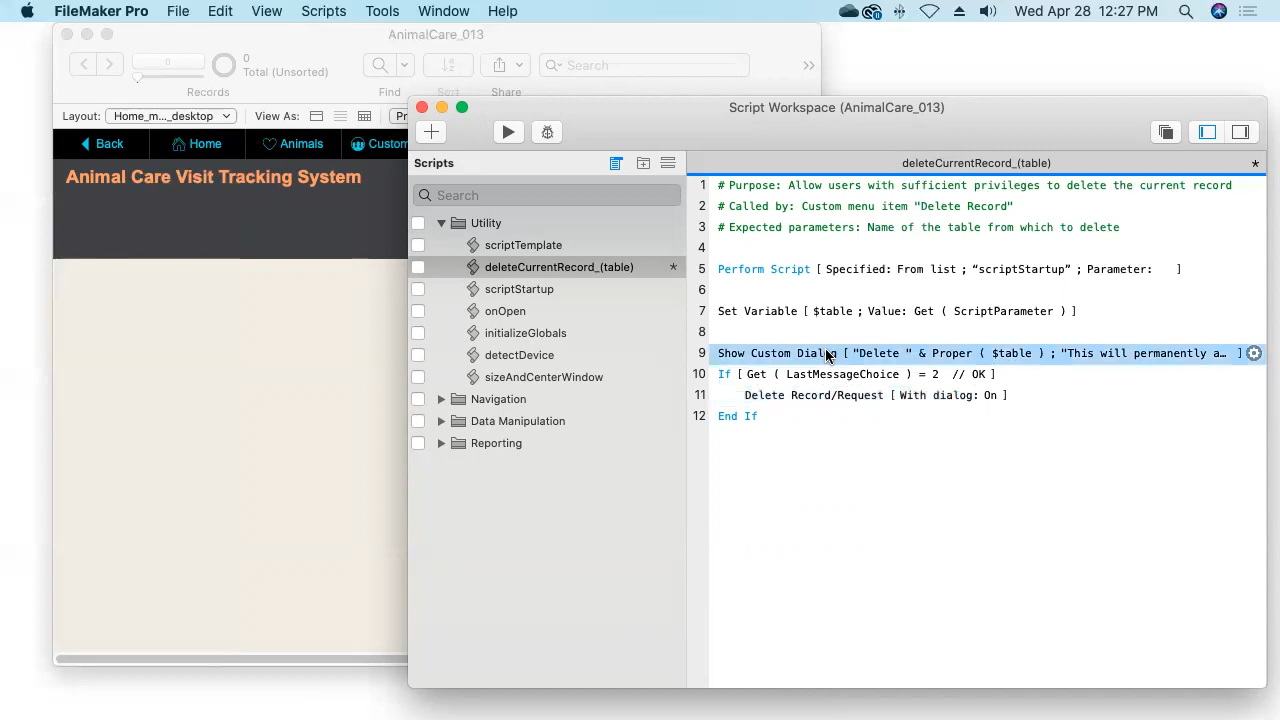 FileMaker Pro File Edit View Scripts Tools Window Help Wed Apr 28 12:27 PM
AnimalCare_013
0
0
Total (Unsorted)
Search
Records Find Sort Share
Layout: Home_m..._desktop View As: Pr
Back Home Animals Custom
Animal Care Visit Tracking System
Script Workspace (AnimalCare_013)
Scripts
Search
Utility
scriptTemplate
deleteCurrentRecord_(table) *
scriptStartup
onOpen
initializeGlobals
detectDevice
sizeAndCenterWindow
Navigation
Data Manipulation
Reporting
deleteCurrentRecord_(table) *
1 # Purpose: Allow users with sufficient privileges to delete the current record
2 # Called by: Custom menu item "Delete Record"
3 # Expected parameters: Name of the table from which to delete
4
5 Perform Script [ Specified: From list ; “scriptStartup” ; Parameter: ]
6
7 Set Variable [ $table ; Value: Get ( ScriptParameter ) ]
8
9 Show Custom Dialog [ "Delete " & Proper ( $table ) ; "This will permanently a… ]
10 If [ Get ( LastMessageChoice ) = 2 // OK ]
11 Delete Record/Request [ With dialog: On ]
12 End If